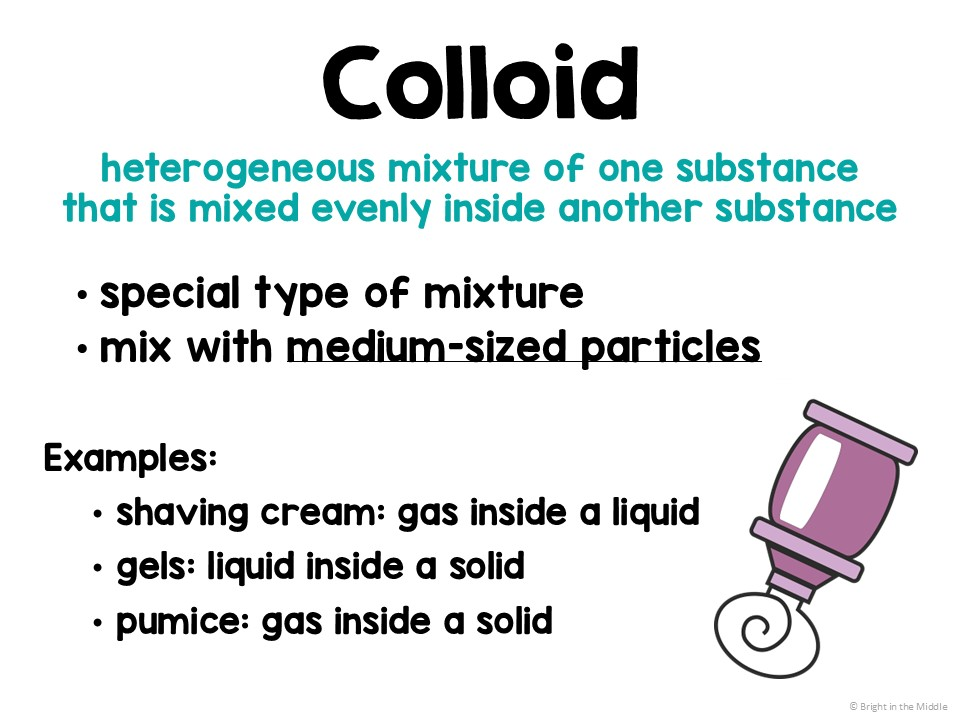 Colloid
heterogeneous mixture of one substance
that is mixed evenly inside another substance
• special type of mixture
• mix with medium-sized particles
Examples:
• shaving cream: gas inside a liquid
• gels: liquid inside a solid
• pumice: gas inside a solid
© Bright in the Middle